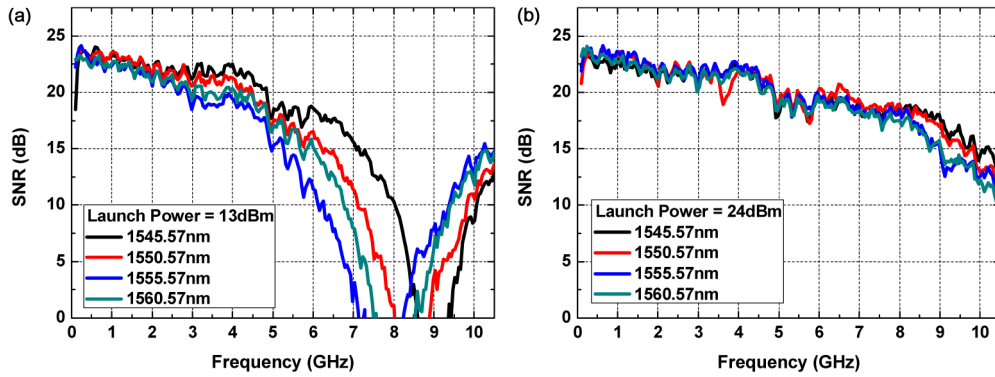 (a)
25
20
15
10
5
0
SNR (dB)
Launch Power = 13dBm
1545.57nm
1550.57nm
1555.57nm
1560.57nm
0 1 2 3 4 5 6 7 8 9 10
Frequency (GHz)
(b)
25
20
15
10
5
0
SNR (dB)
Launch Power = 24dBm
1545.57nm
1550.57nm
1555.57nm
1560.57nm
0 1 2 3 4 5 6 7 8 9 10
Frequency (GHz)